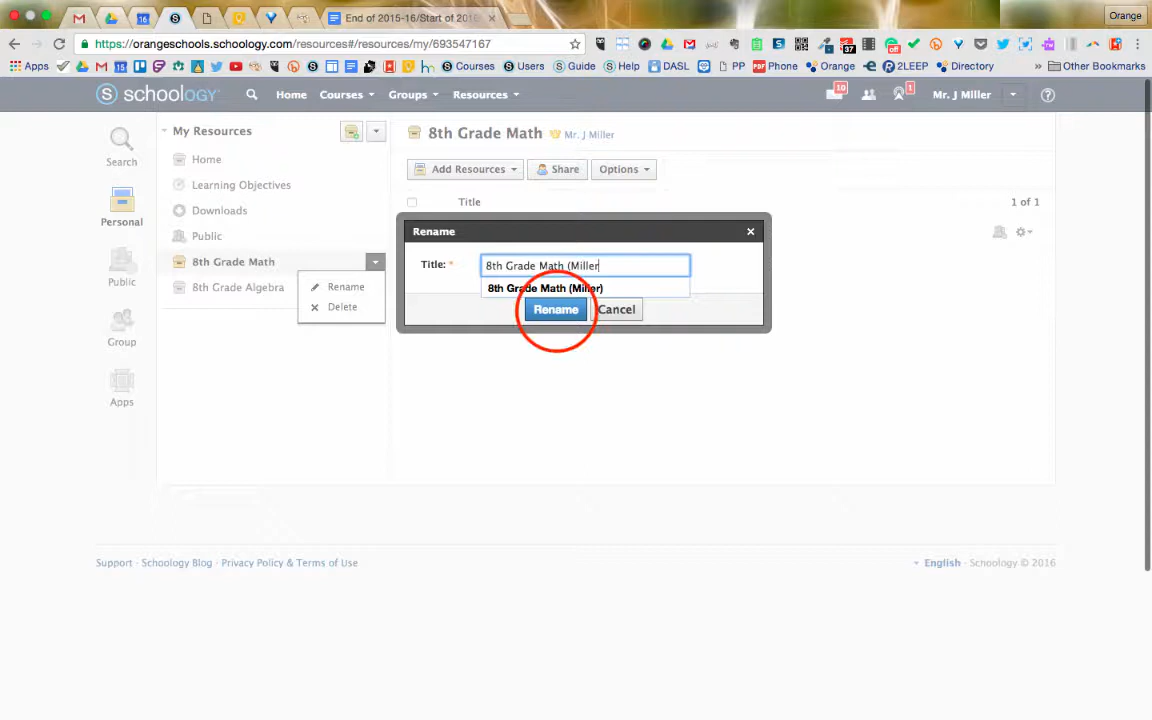 End of 2015-16/Start of 2016
Orange
https://orangeschools.schoology.com/resources#/resources/my/693547167
Apps
Courses
Users
Guide
Help
DASL
PP
Phone
Orange
2LEEP
Directory
» Other Bookmarks
S schoology
Home
Courses
Groups
Resources
10
1
Mr. J Miller
My Resources
8th Grade Math
Mr. J Miller
Search
Personal
Public
Group
Apps
Home
Learning Objectives
Downloads
Public
8th Grade Math
8th Grade Algebra
Rename
Delete
Add Resources
Share
Options
Title
1 of 1
Rename
Title: *
8th Grade Math (Miller
8th Grade Math (Miller)
Rename
Cancel
Support · Schoology Blog · Privacy Policy & Terms of Use
English · Schoology © 2016